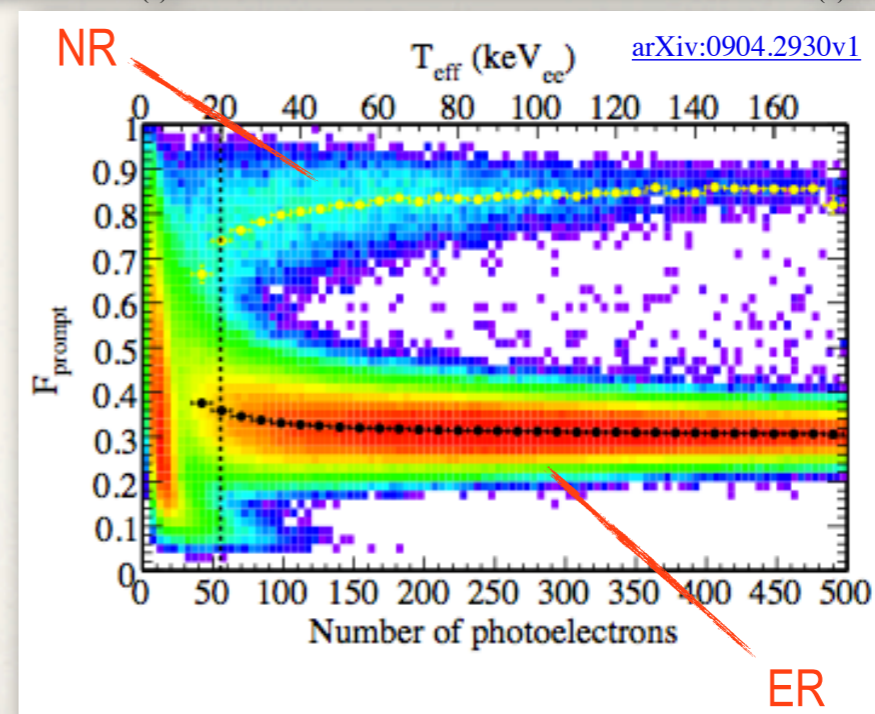 NR
arXiv:0904.2930v1
T_eff (keV_ee)
0 20 40 60 80 100 120 140 160
1
0.9
0.8
0.7
0.6
0.5
0.4
0.3
0.2
0.1
0
F_prompt
0 50 100 150 200 250 300 350 400 450 500
Number of photoelectrons
ER